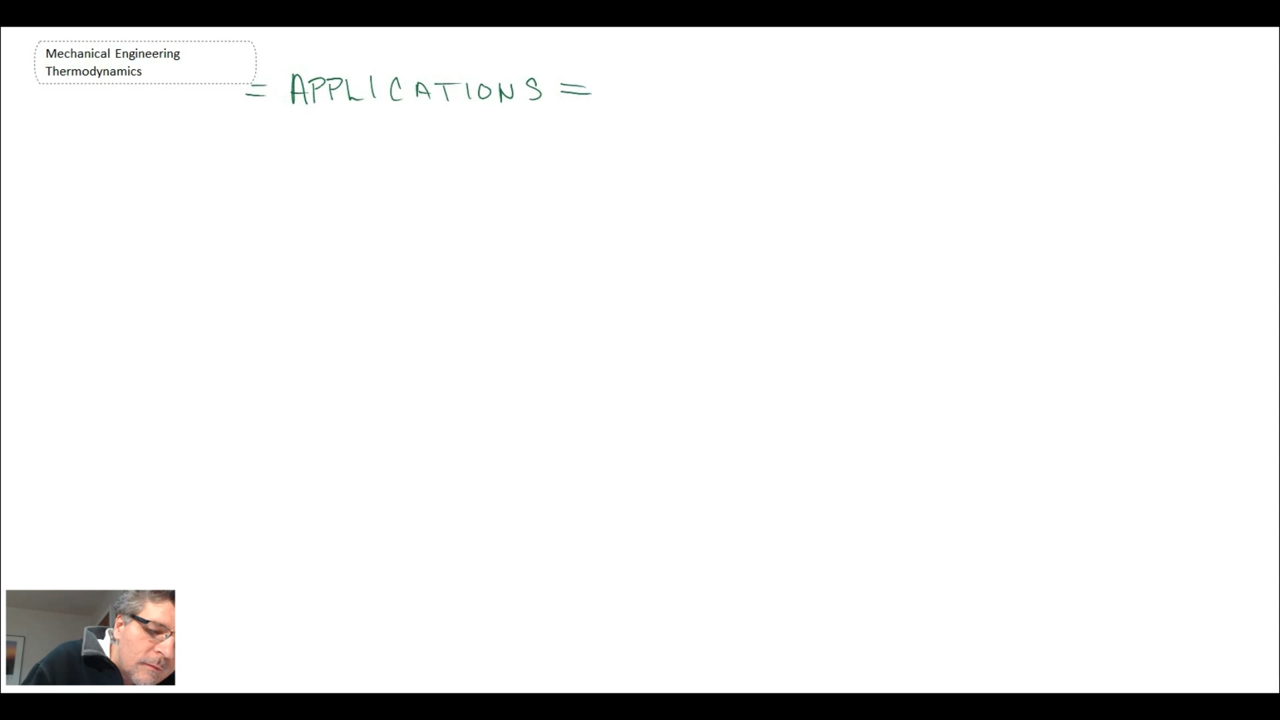 Mechanical Engineering
Thermodynamics
= APPLICATIONS =